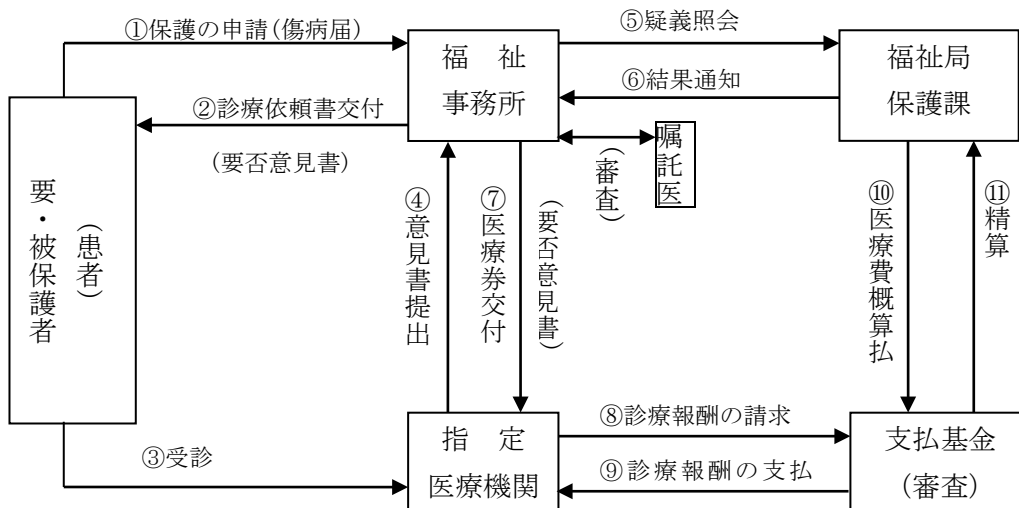 ①保護の申請(傷病届)
⑤疑義照会
福　祉
事務所
福祉局
保護課
⑥結果通知
②診療依頼書交付
(要否意見書)
嘱託医
(審査)
要・被保護者
(患者)
④意見書提出
⑦医療券交付
(要否意見書)
⑩医療費概算払
⑪精算
③受診
指　定
医療機関
⑧診療報酬の請求
⑨診療報酬の支払
支払基金
(審査)